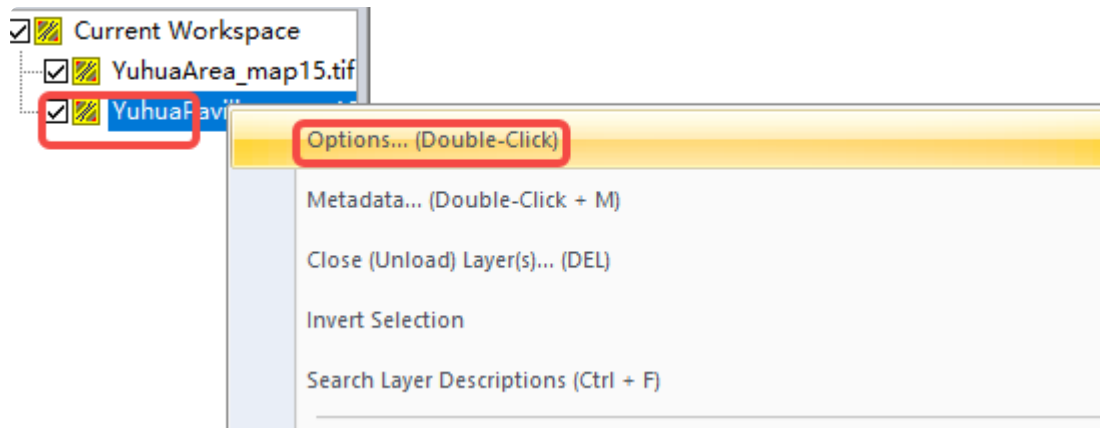 Current Workspace
YuhuaArea_map15.tif
Options... (Double-Click)
Metadata... (Double-Click + M)
Close (Unload) Layer(s)... (DEL)
Invert Selection
Search Layer Descriptions (Ctrl + F)